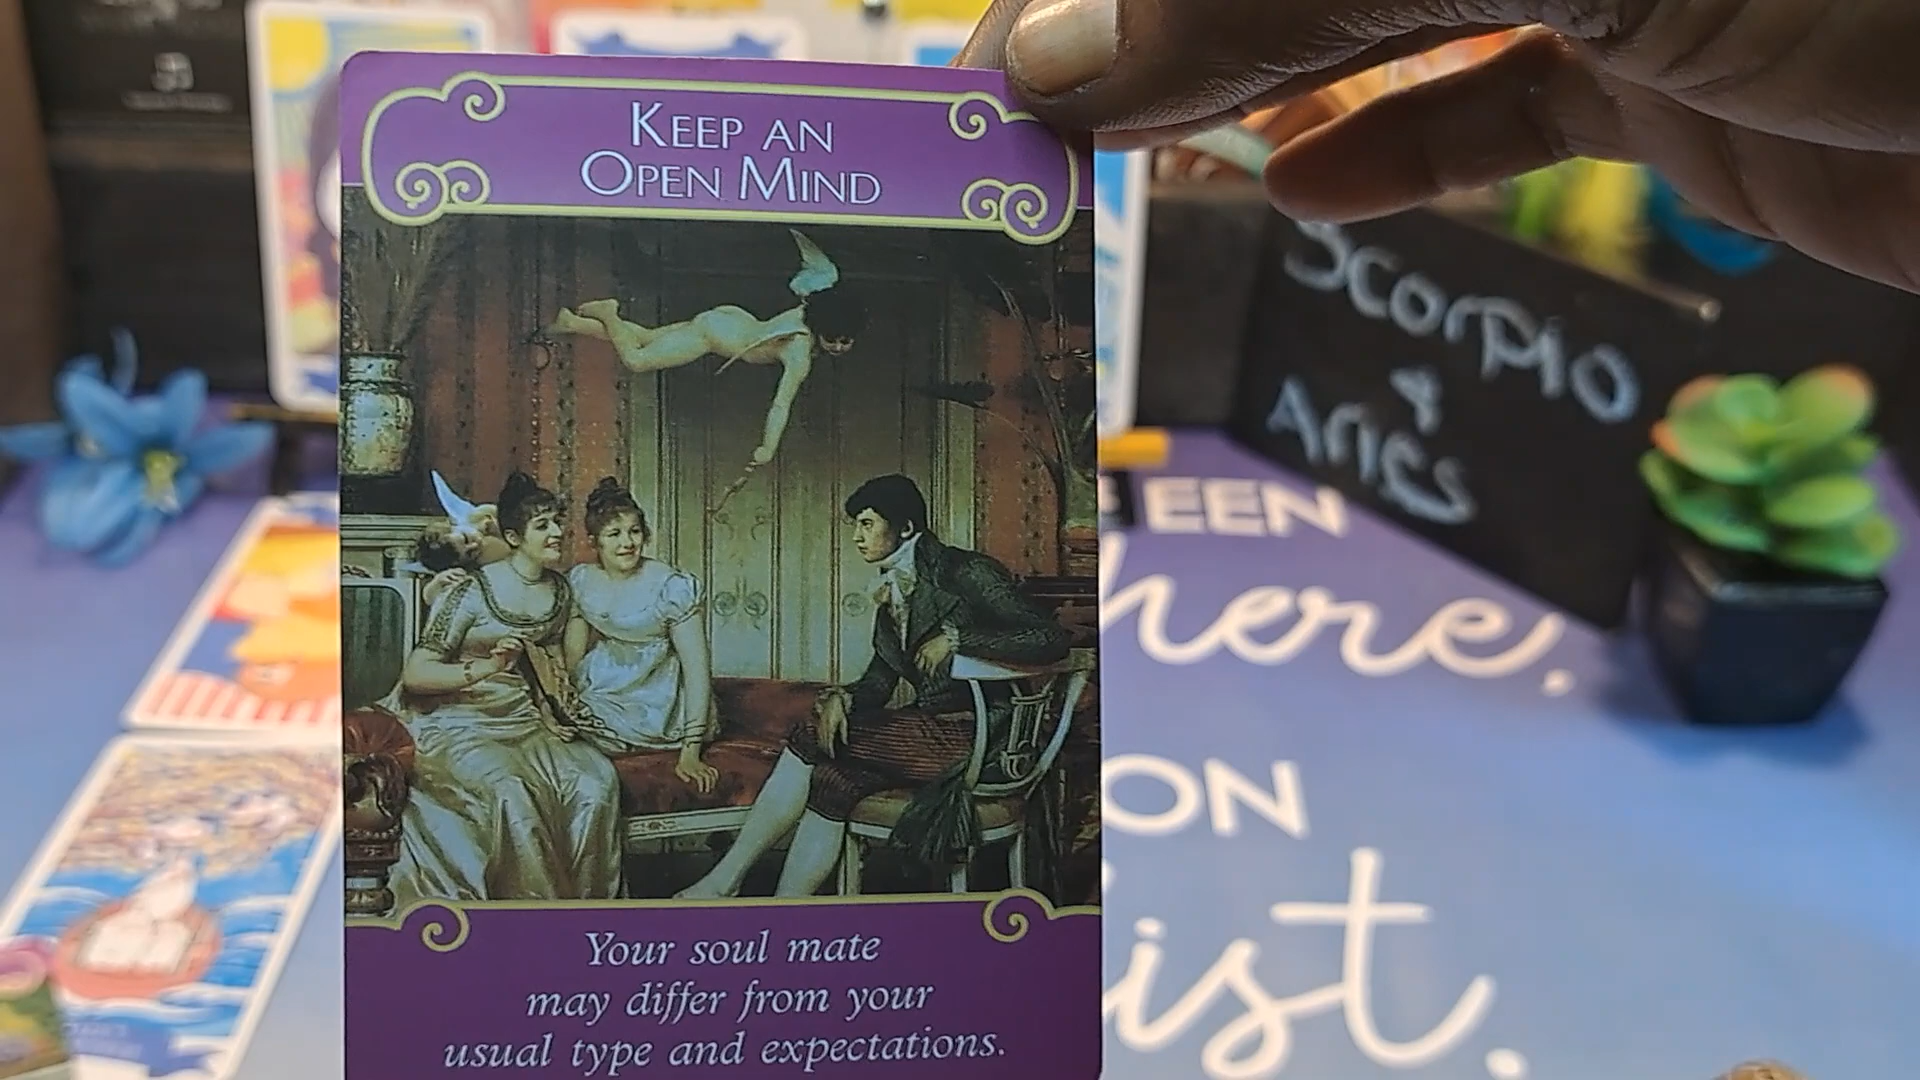 KEEP AN
OPEN MIND
Scorpio
&
Aries
EEN
here.
ON
ist.
Your soul mate
may differ from your
usual type and expectations.